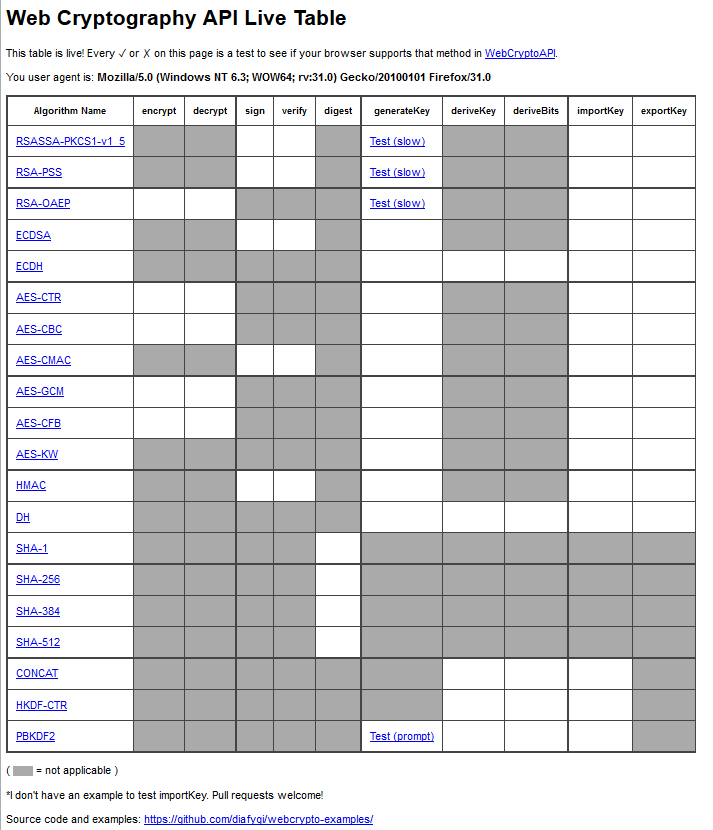 Web Cryptography API Live Table
This table is live! Every ✓ or ✗ on this page is a test to see if your browser supports that method in WebCryptoAPI.
You user agent is: Mozilla/5.0 (Windows NT 6.3; WOW64; rv:31.0) Gecko/20100101 Firefox/31.0
Algorithm Name encrypt decrypt sign verify digest generateKey deriveKey deriveBits importKey exportKey
RSASSA-PKCS1-v1_5 Test (slow)
RSA-PSS Test (slow)
RSA-OAEP Test (slow)
ECDSA
ECDH
AES-CTR
AES-CBC
AES-CMAC
AES-GCM
AES-CFB
AES-KW
HMAC
DH
SHA-1
SHA-256
SHA-384
SHA-512
CONCAT
HKDF-CTR
PBKDF2 Test (prompt)
( = not applicable )
*I don't have an example to test importKey. Pull requests welcome!
Source code and examples: https://github.com/diafygi/webcrypto-examples/